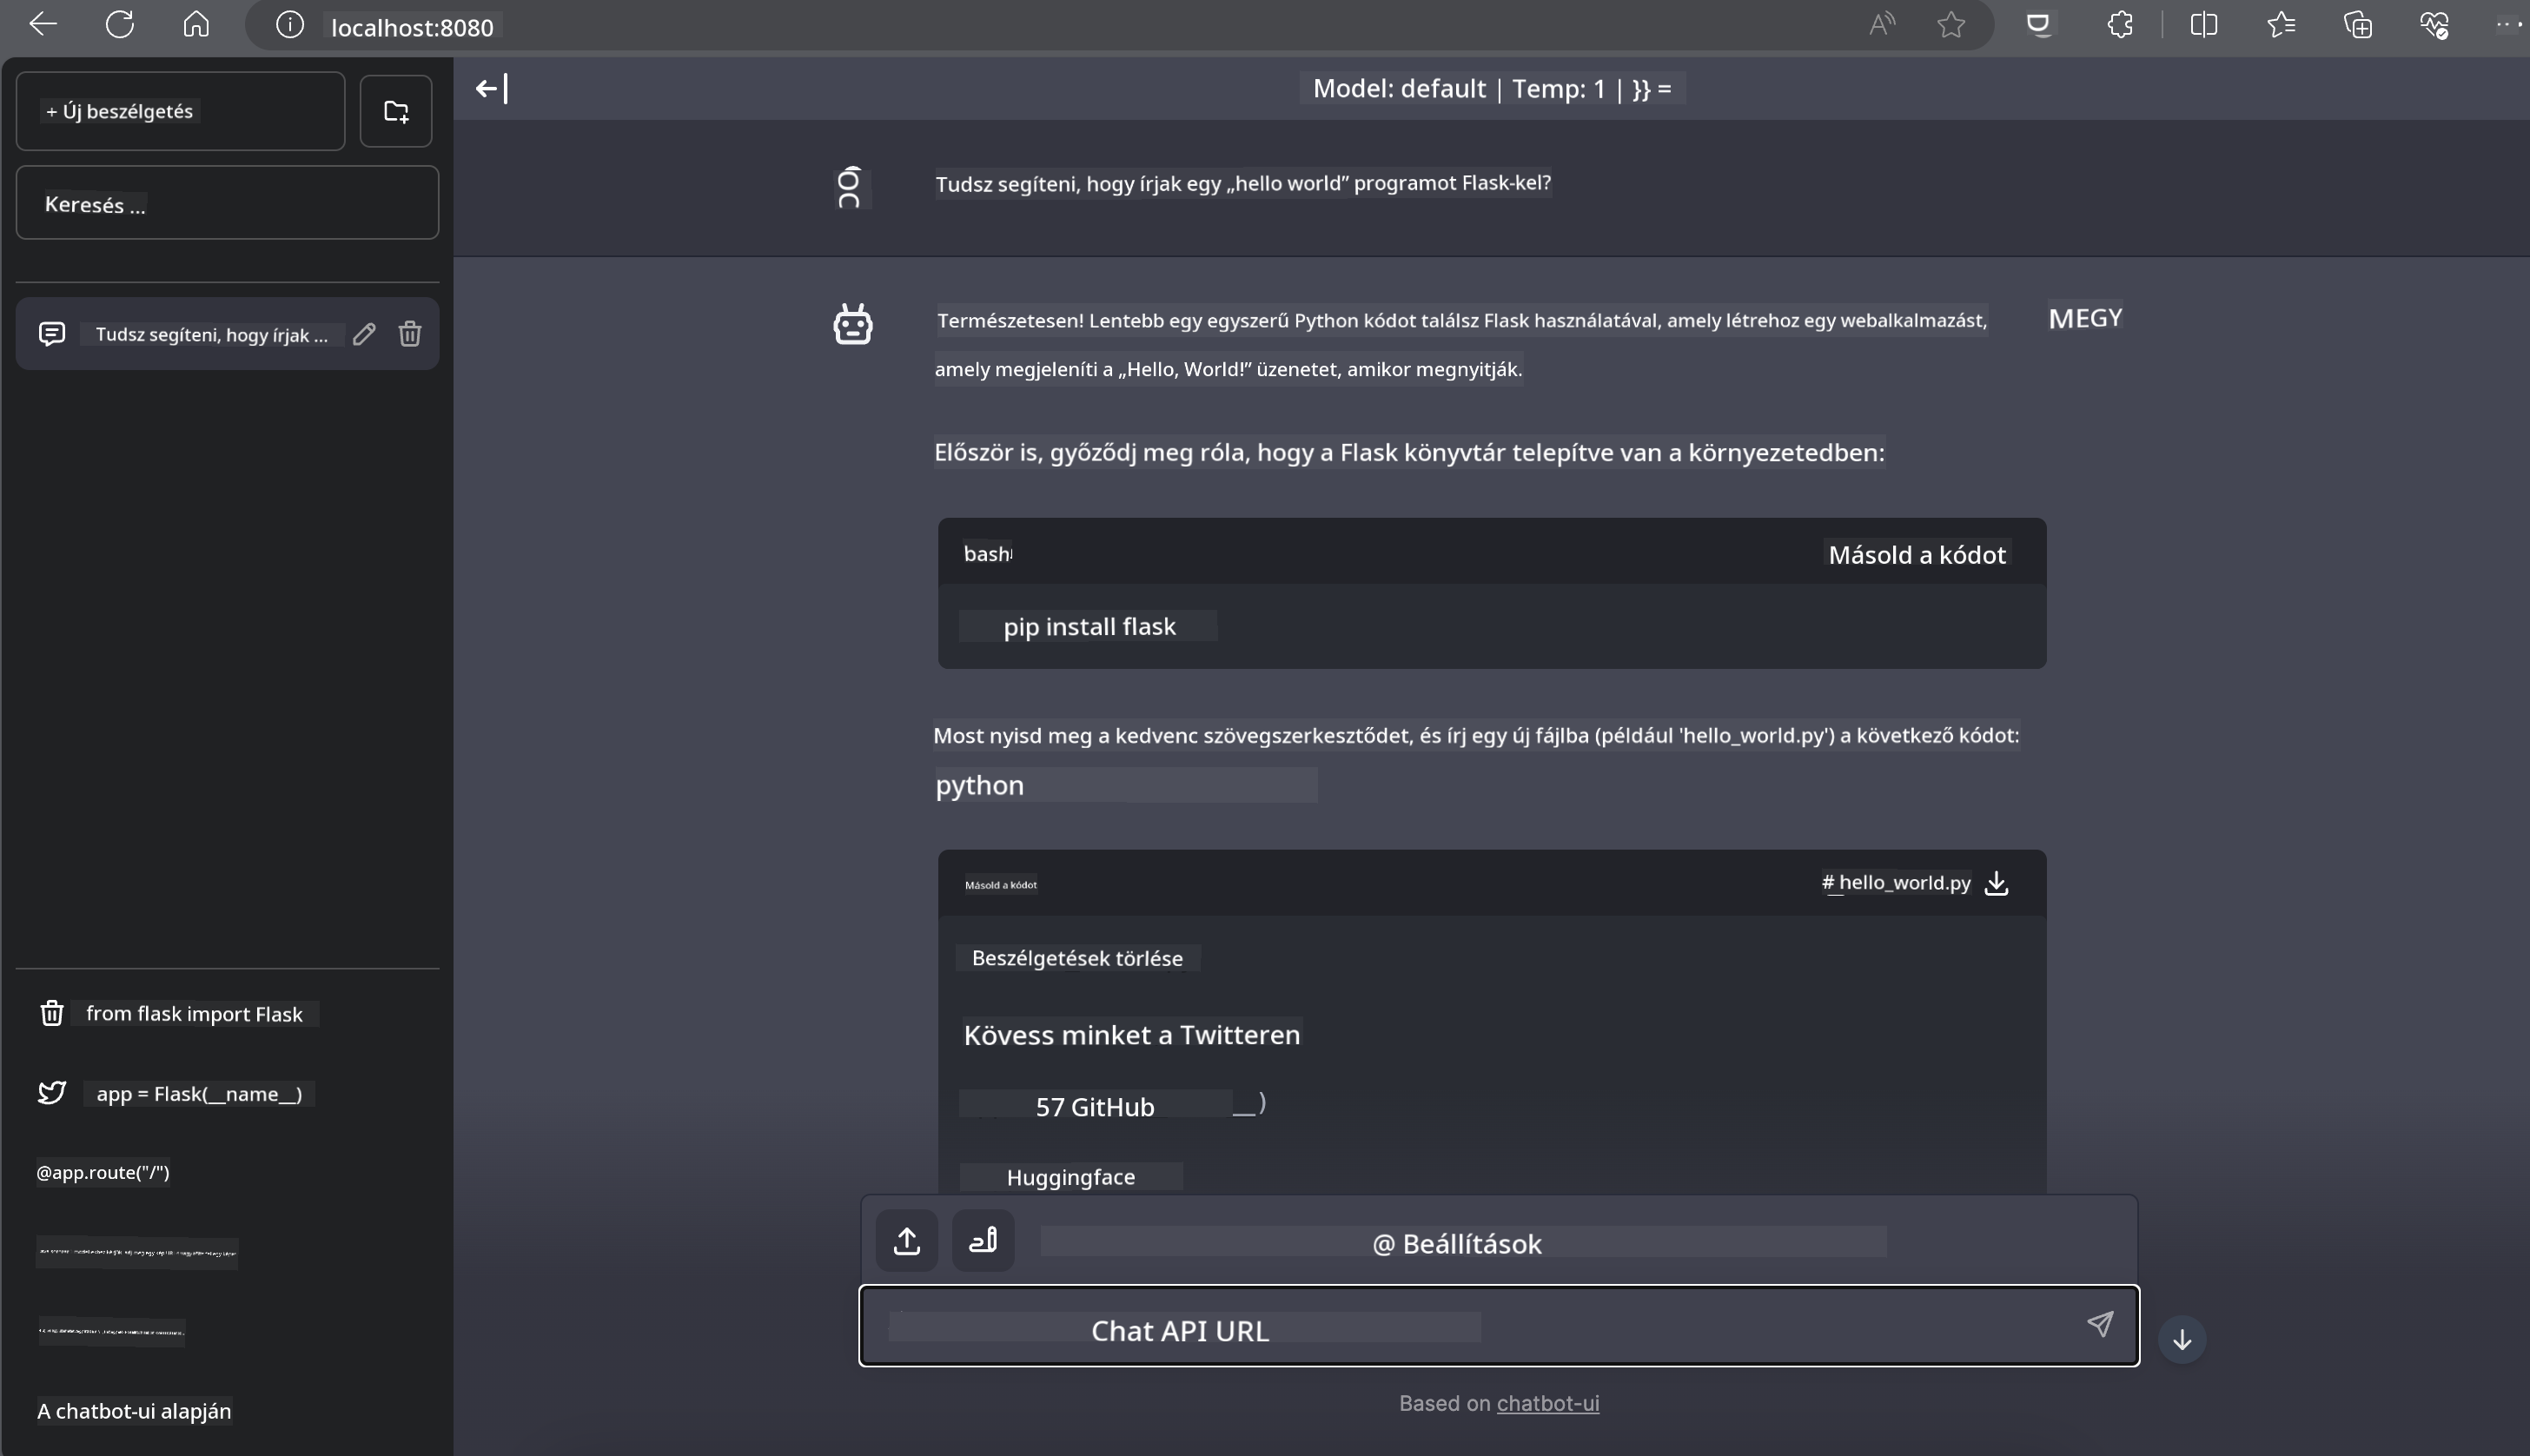 localhost:8080
+ Új beszélgetés
Keresés ...
Tudsz segíteni, hogy írjak ...
from flask import Flask
app = Flask(__name__)
@app.route("/")
A chatbot-ui alapján
Model: default | Temp: 1 | }} =
Tudsz segíteni, hogy írjak egy „hello world” programot Flask-kel?
Természetesen! Lentebb egy egyszerű Python kódot találsz Flask használatával, amely létrehoz egy webalkalmazást,
MEGY
amely megjeleníti a „Hello, World!” üzenetet, amikor megnyitják.
Először is, győződj meg róla, hogy a Flask könyvtár telepítve van a környezetedben:
bash
Másold a kódot
pip install flask
Most nyisd meg a kedvenc szövegszerkesztődet, és írj egy új fájlba (például 'hello_world.py') a következő kódot:
python
Másold a kódot
# hello_world.py
Beszélgetések törlése
Kövess minket a Twitteren
57 GitHub __)
Huggingface
@ Beállítások
Chat API URL
Based on chatbot-ui